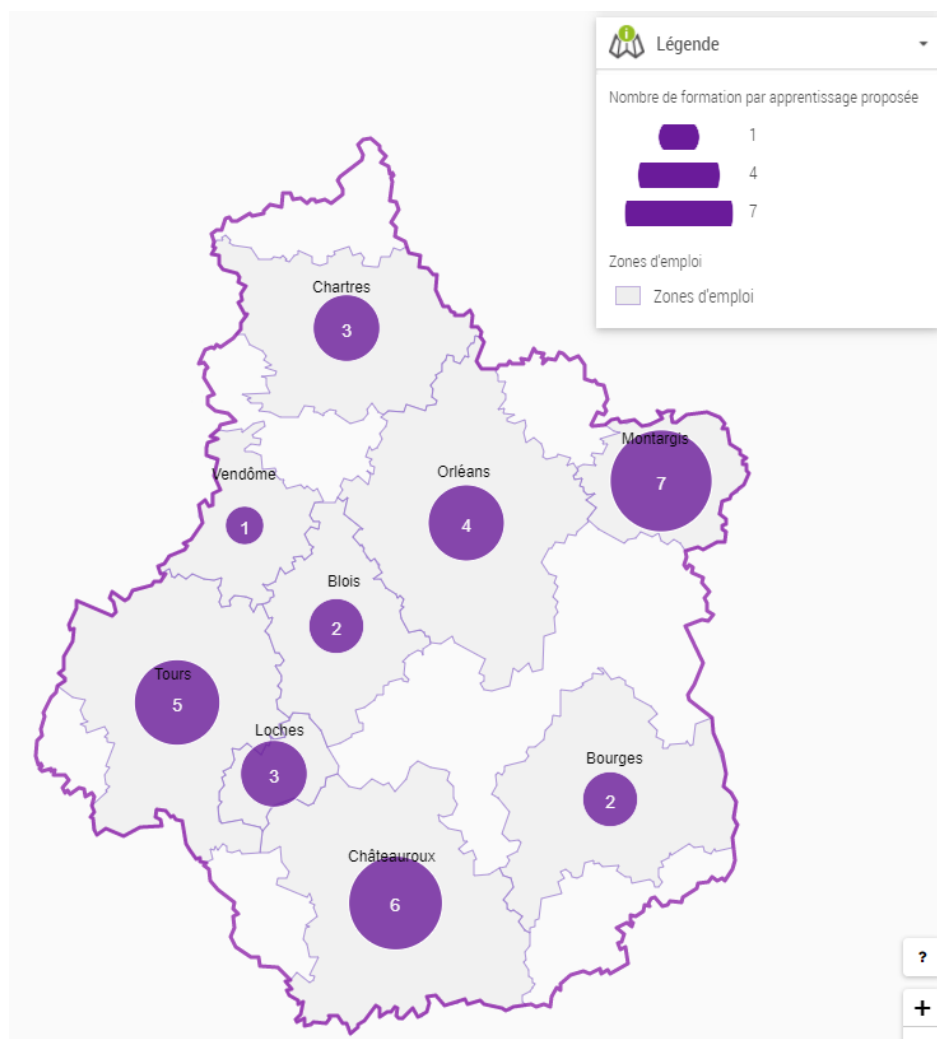 i
Légende
Nombre de formation par apprentissage proposée
1
4
7
Zones d'emploi
Zones d'emploi
Chartres
3
Montargis
7
Orléans
4
Vendôme
1
Blois
2
Tours
5
Loches
3
Bourges
2
Châteauroux
6
?
+